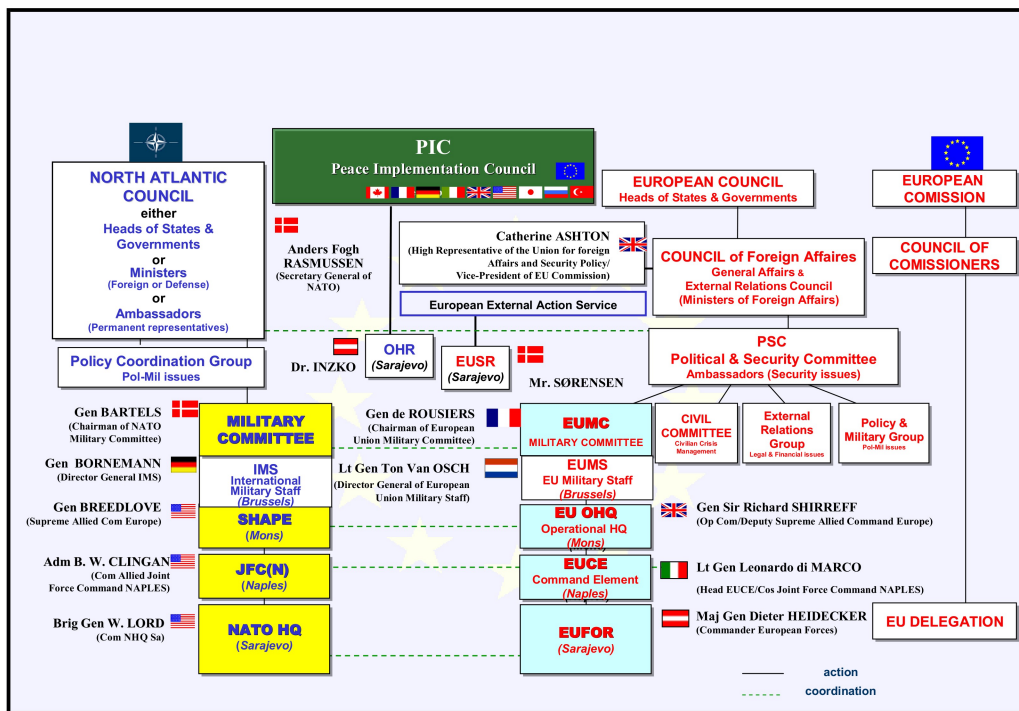 PIC
Peace Implementation Council
NORTH ATLANTIC
COUNCIL
either
Heads of States &
Governments
or
Ministers
(Foreign or Defense)
or
Ambassadors
(Permanent representatives)
Policy Coordination Group
Pol-Mil issues
Anders Fogh
RASMUSSEN
(Secretary General of
NATO)
Catherine ASHTON
(High Representative of the Union for foreign
Affairs and Security Policy/
Vice-President of EU Commission)
European External Action Service
EUROPEAN COUNCIL
Heads of States & Governments
COUNCIL of Foreign Affaires
General Affairs &
External Relations Council
(Ministers of Foreign Affairs)
EUROPEAN
COMISSION
COUNCIL OF
COMISSIONERS
OHR
(Sarajevo)
Dr. INZKO
EUSR
(Sarajevo)
Mr. SØRENSEN
PSC
Political & Security Committee
Ambassadors (Security issues)
Gen BARTELS
(Chairman of NATO
Military Committee)
MILITARY
COMMITTEE
Gen de ROUSIERS
(Chairman of European
Union Military Committee)
EUMC
MILITARY COMMITTEE
CIVIL
COMMITTEE
Civilian Crisis
Management
External
Relations
Group
Legal & Financial issues
Policy &
Military Group
Pol-Mil issues
Gen BORNEMANN
(Director General IMS)
IMS
International
Military Staff
(Brussels)
Lt Gen Ton Van OSCH
(Director General of European
Union Military Staff)
EUMS
EU Military Staff
(Brussels)
Gen BREEDLOVE
(Supreme Allied Com Europe)
SHAPE
(Mons)
EU OHQ
Operational HQ
(Mons)
Gen Sir Richard SHIRREFF
(Op Com/Deputy Supreme Allied Command Europe)
Adm B. W. CLINGAN
(Com Allied Joint
Force Command NAPLES)
JFC(N)
(Naples)
EUCE
Command Element
(Naples)
Lt Gen Leonardo di MARCO
(Head EUCE/Cos Joint Force Command NAPLES)
Brig Gen W. LORD
(Com NHQ Sa)
NATO HQ
(Sarajevo)
EUFOR
(Sarajevo)
Maj Gen Dieter HEIDECKER
(Commander European Forces)
EU DELEGATION
action
coordination